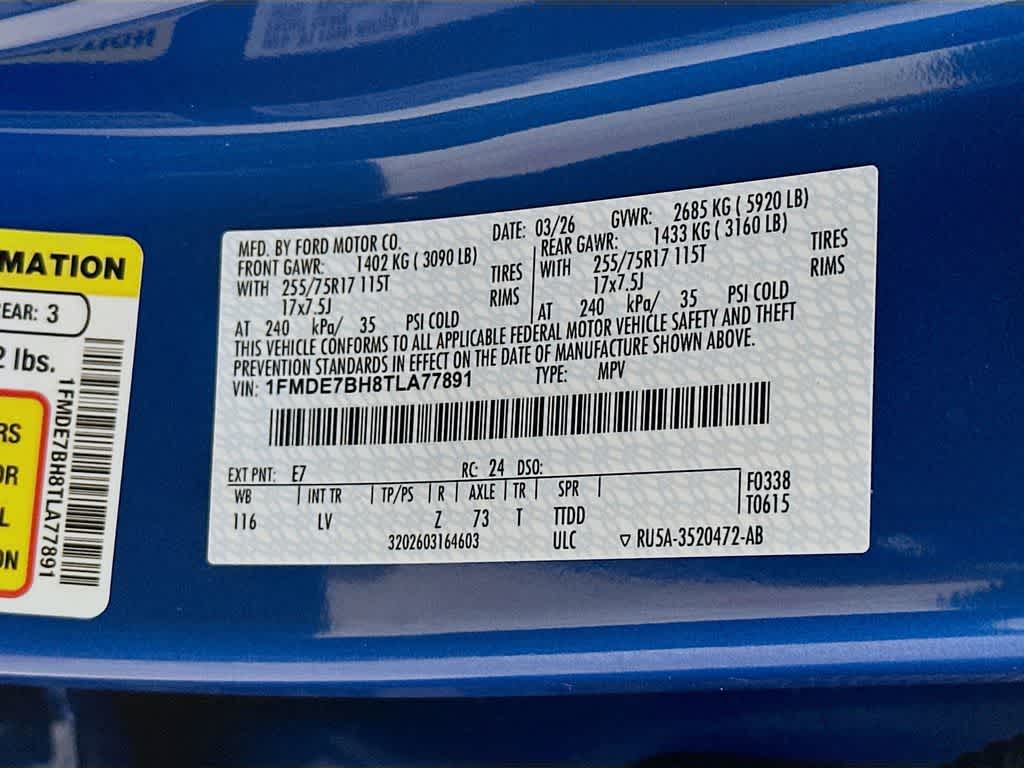 MATION
EAR: 3
2 lbs.
RS
OR
L
ON
1FMDE7BH8TLA77891
MFD. BY FORD MOTOR CO.
DATE: 03/26
GVWR: 2685 KG ( 5920 LB)
FRONT GAWR: 1402 KG ( 3090 LB)
WITH 255/75R17 115T TIRES
17x7.5J RIMS
AT 240 kPa/ 35 PSI COLD
REAR GAWR: 1433 KG ( 3160 LB)
WITH 255/75R17 115T TIRES
17x7.5J RIMS
AT 240 kPa/ 35 PSI COLD
THIS VEHICLE CONFORMS TO ALL APPLICABLE FEDERAL MOTOR VEHICLE SAFETY AND THEFT
PREVENTION STANDARDS IN EFFECT ON THE DATE OF MANUFACTURE SHOWN ABOVE.
VIN: 1FMDE7BH8TLA77891 TYPE: MPV
EXT PNT: E7 RC: 24 DSO:
WB INT TR TP/PS R AXLE TR SPR
116 LV Z 73 T TTDD
F0338
T0615
3202603164603 ULC ▽ RU5A-3520472-AB